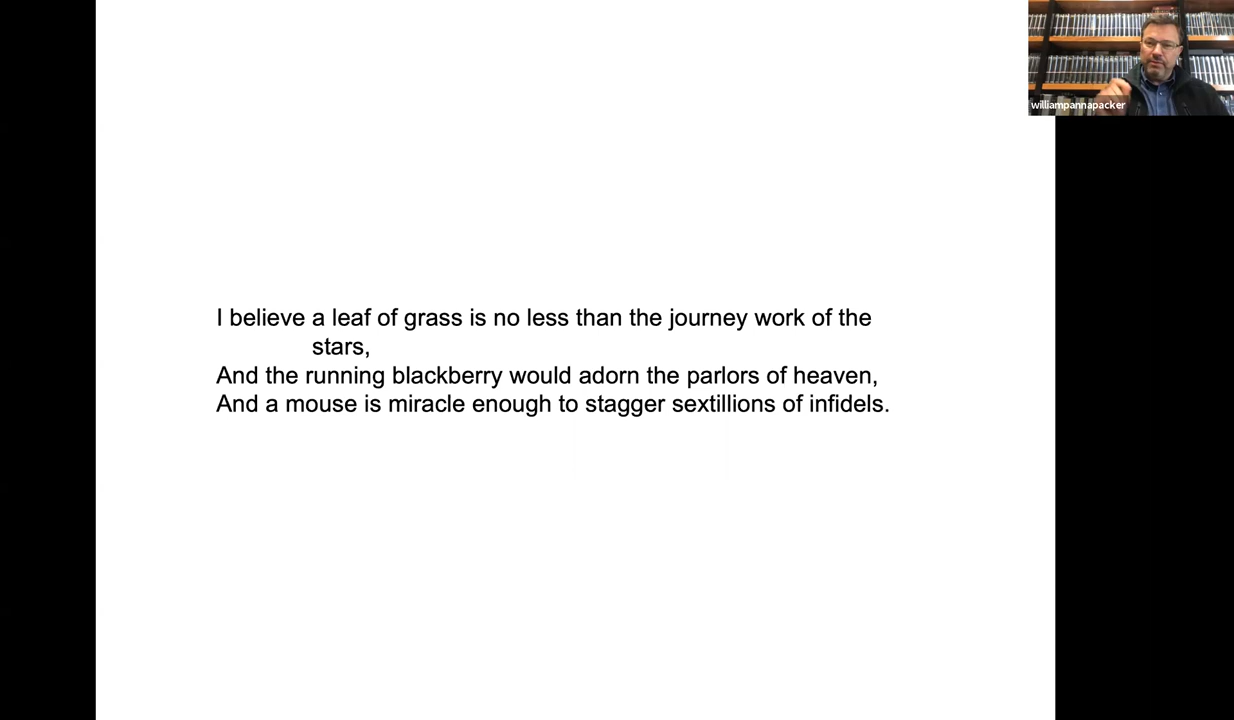 williampannapacker
I believe a leaf of grass is no less than the journey work of the
stars,
And the running blackberry would adorn the parlors of heaven,
And a mouse is miracle enough to stagger sextillions of infidels.